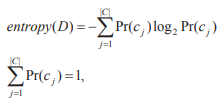 entropy(D) = −∑_{j=1}^{|C|} Pr(c_j) log_2 Pr(c_j)
∑_{j=1}^{|C|} Pr(c_j) = 1,